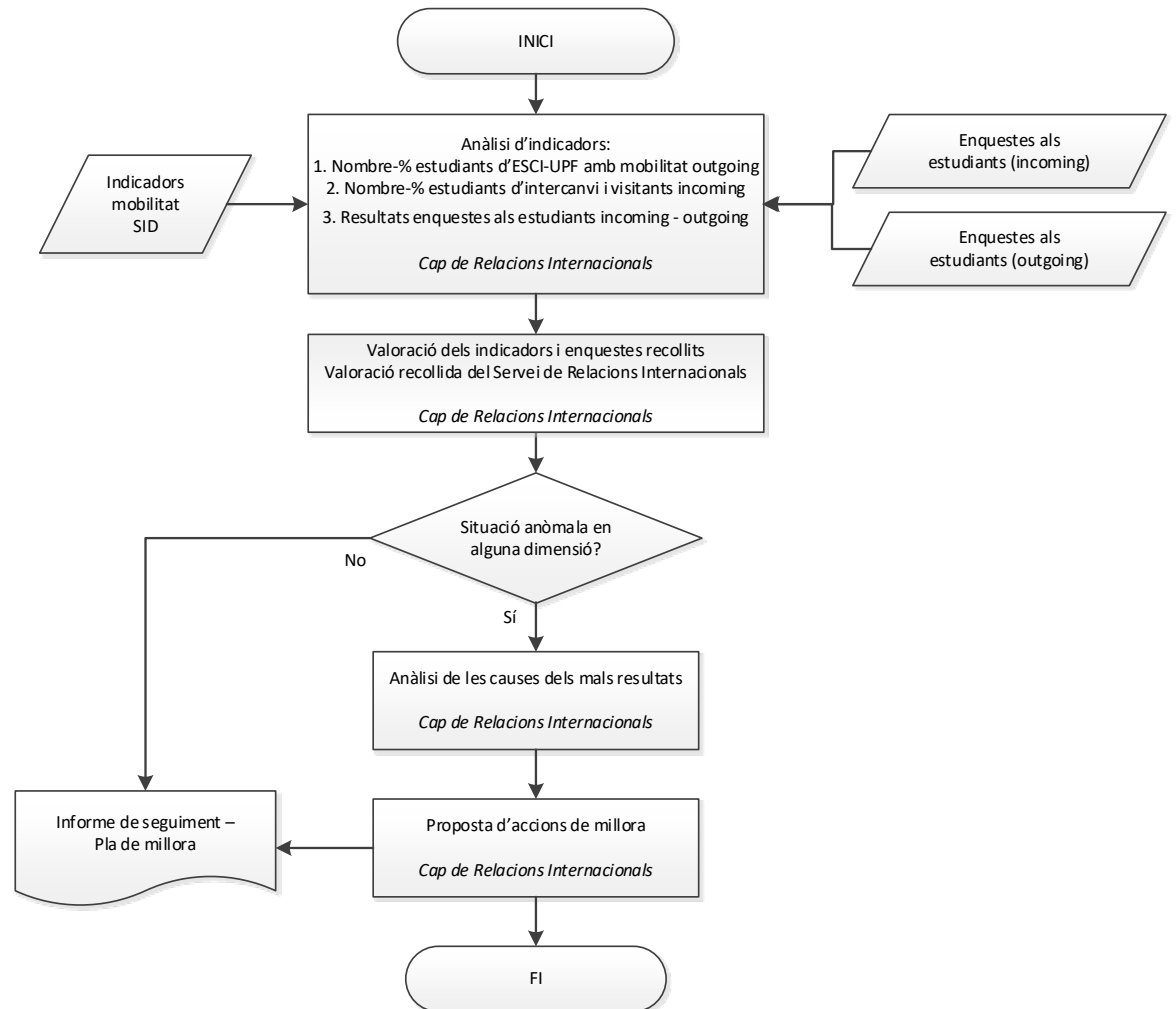 INICI
Anàlisi d'indicadors:
1. Nombre-% estudiants d'ESCI-UPF amb mobilitat outgoing
2. Nombre-% estudiants d'intercanvi i visitants incoming
3. Resultats enquestes als estudiants incoming - outgoing
Cap de Relacions Internacionals
Indicadors
mobilitat
SID
Enquestes als
estudiants (incoming)
Enquestes als
estudiants (outgoing)
Valoració dels indicadors i enquestes recollits
Valoració recollida del Servei de Relacions Internacionals
Cap de Relacions Internacionals
Situació anòmala en
alguna dimensió?
No
Sí
Anàlisi de les causes dels mals resultats
Cap de Relacions Internacionals
Proposta d'accions de millora
Cap de Relacions Internacionals
Informe de seguiment –
Pla de millora
FI